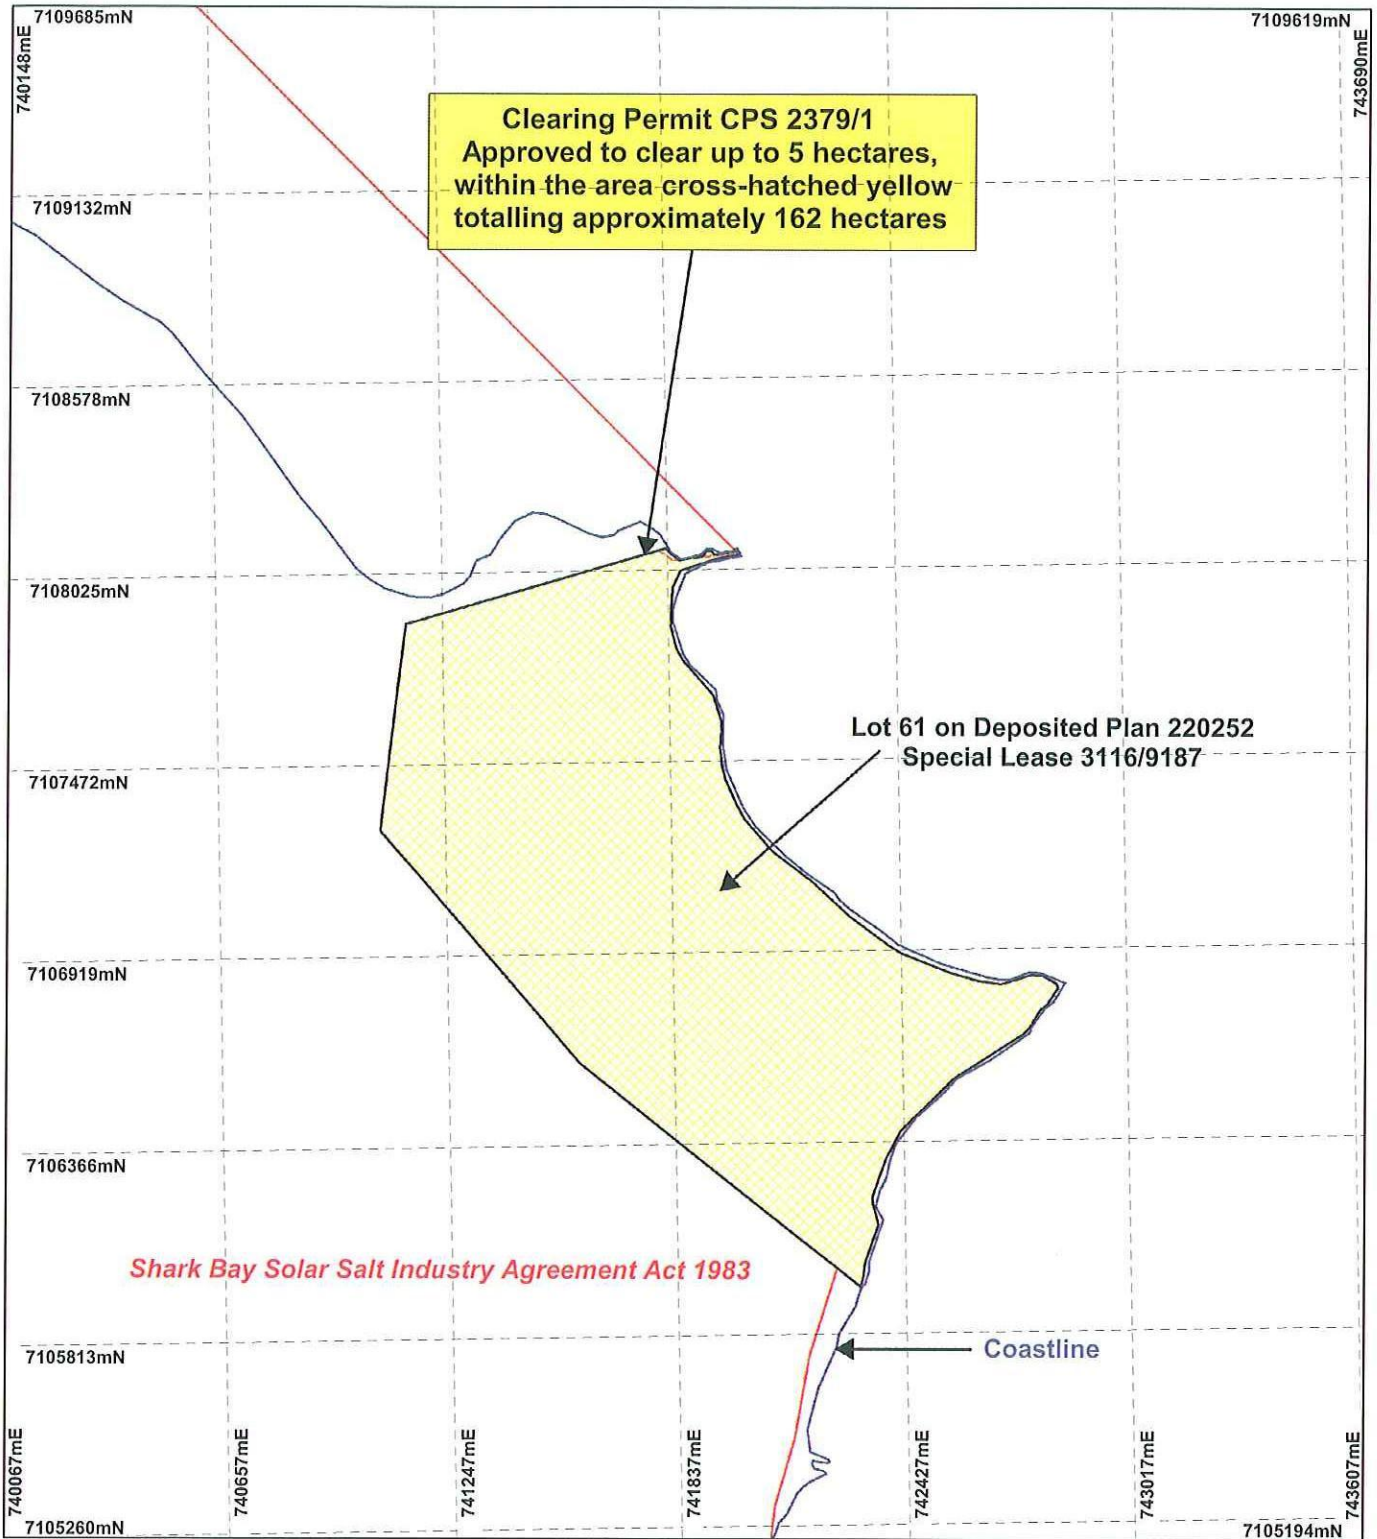 7109685mN
7109619mN
740148mE
743690mE
Clearing Permit CPS 2379/1
Approved to clear up to 5 hectares,
within the area cross-hatched yellow
totalling approximately 162 hectares
7109132mN
7108578mN
7108025mN
Lot 61 on Deposited Plan 220252
Special Lease 3116/9187
7107472mN
7106919mN
7106366mN
Shark Bay Solar Salt Industry Agreement Act 1983
7105813mN
Coastline
740067mE
740657mE
741247mE
741837mE
742427mE
743017mE
743607mE
7105260mN
7105194mN